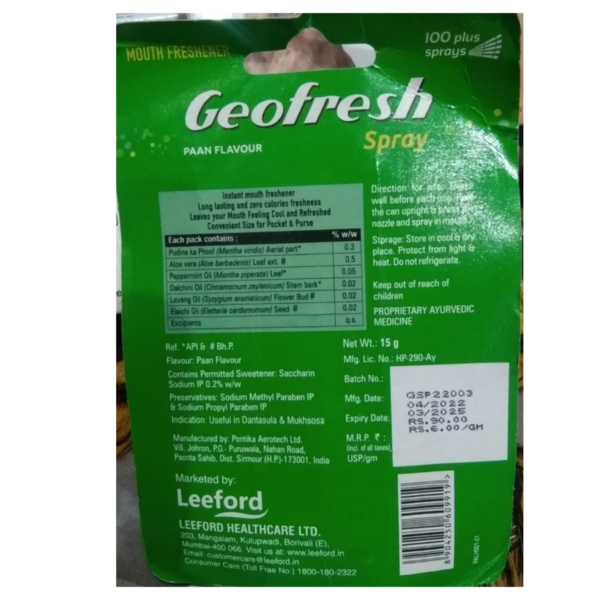 MOUTH FRESHENER
100 plus
sprays
Geofresh
Spray
PAAN FLAVOUR
Instant mouth freshener
Long lasting and zero calories freshness
Leaves your Mouth Feeling Cool and Refreshed
Convenient Size for Pocket & Purse
Each pack contains : % w/w
Pudina ka Phool (Mentha viridis) Aerial part* 0.3
Aloe vera (Aloe barbadensis) Leaf ext. # 0.5
Peppermint Oil (Mentha piperata) Leaf* 0.05
Dalchini Oil (Cinnamomum zeylanicum) Stem bark* 0.02
Lavang Oil (Syzygium aromaticum) Flower Bud # 0.02
Elaichi Oil (Elettaria cardamomum) Seed # 0.02
Excipients q.s.
Direction for use:
well before each use.
the can upright &
nazzle and spray in mouth
Storage: Store in cool & dry
place. Protect from light &
heat. Do not refrigerate.
Keep out of reach of
children
PROPRIETARY AYURVEDIC
MEDICINE
Ref. *API & # Bh.P.
Flavour: Paan Flavour
Contains Permitted Sweetener: Saccharin
Sodium IP 0.2% w/w
Preservatives: Sodium Methyl Paraben IP
& Sodium Propyl Paraben IP
Indication: Useful in Dantasula & Mukhsosa
Manufactured by: Pontika Aerotech Ltd.
Vill. Johron, P.O.- Puruwala, Nahan Road,
Paonta Sahib, Dist. Sirmour (H.P.)-173001, India
Net Wt.: 15 g
Mfg. Lic. No.: HP-290-Ay
Batch No.: GSP22003
Mfg. Date: 04/2022
Expiry Date: 03/2025
M.R.P. ₹ : RS.90.00
(Incl. of all taxes)
USP/gm RS.6.00/GM
Marketed by:
Leeford
LEEFORD HEALTHCARE LTD.
203, Mangalam, Kulupwadi, Borivali (E),
Mumbai-400 066. Visit us at: www.leeford.in
Email: customercare@leeford.in
Consumer Care (Toll Free No.) 1800-180-2322
8904210609919>